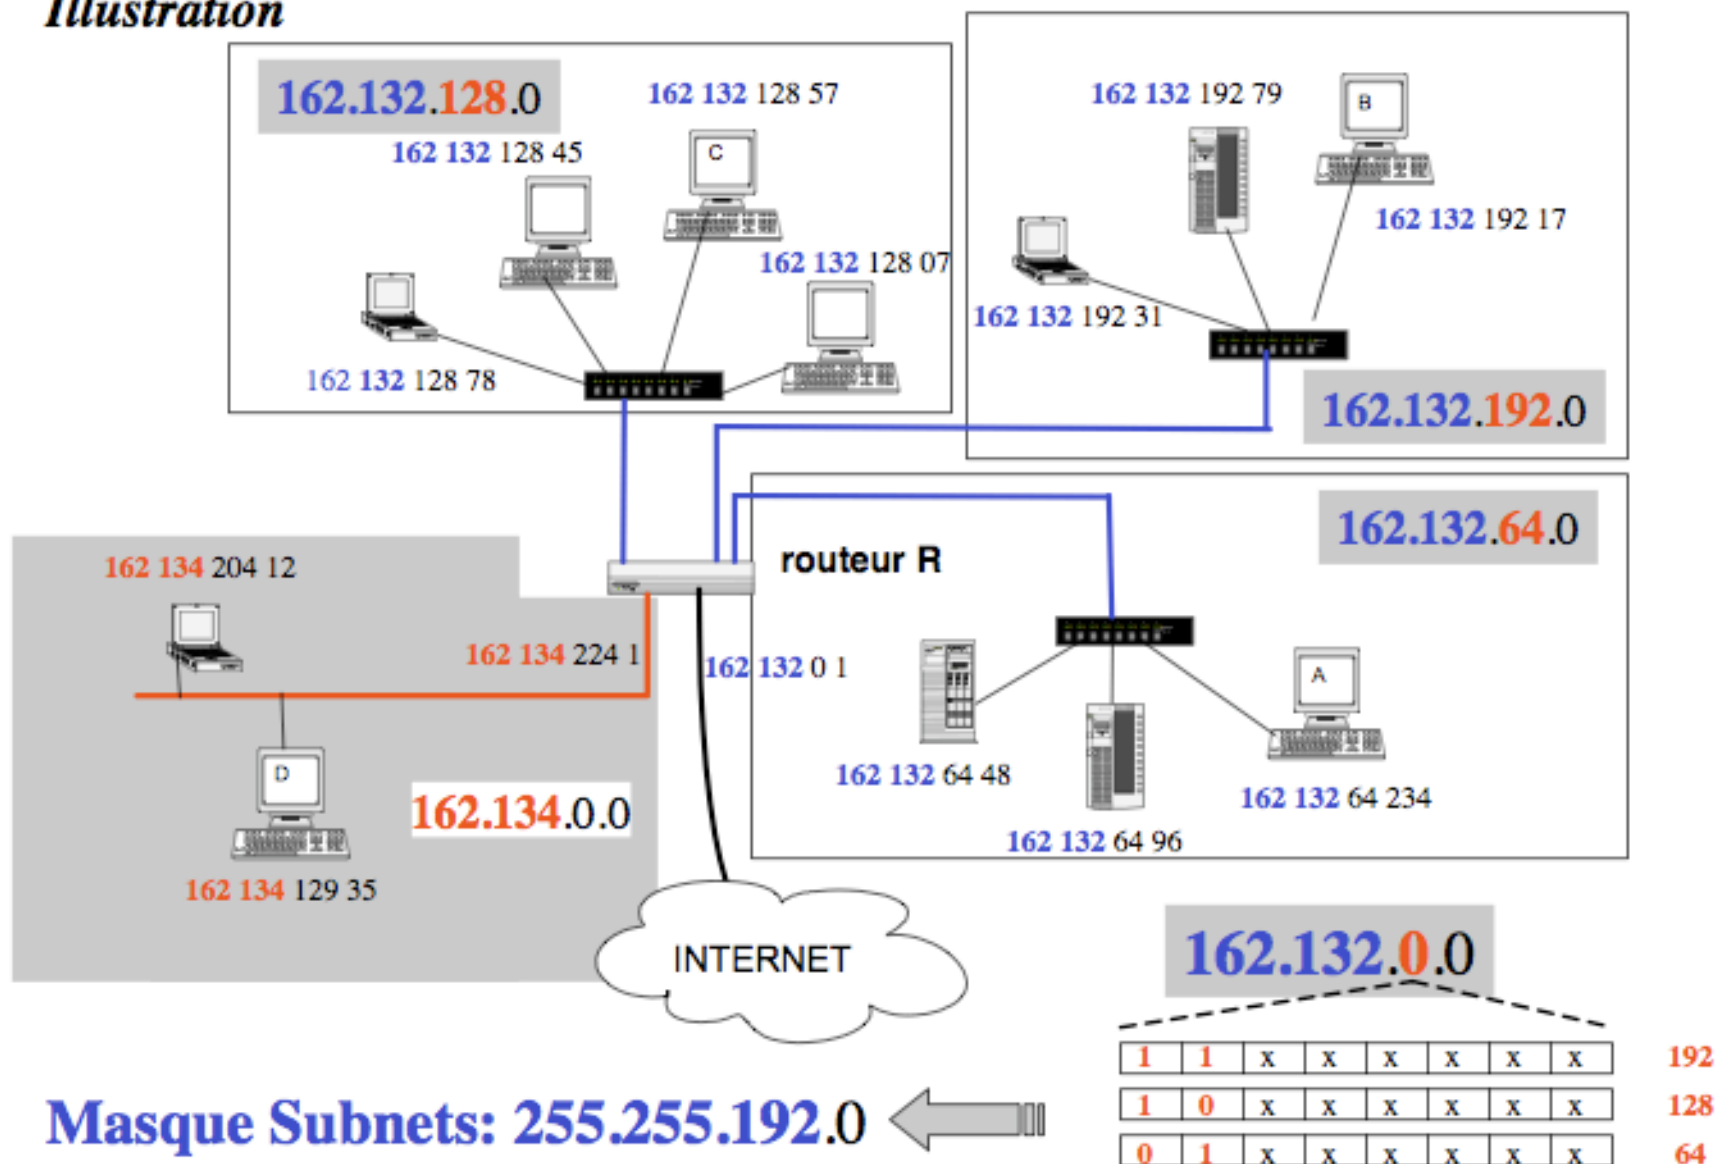 Illustration
162.132.128.0
162 132 128 57
162 132 128 45
C
162 132 128 07
162 132 128 78
162 132 192 79
B
162 132 192 17
162 132 192 31
162.132.192.0
routeur R
162.132.64.0
162 134 204 12
162 134 224 1
162 132 0 1
A
162 132 64 48
162 132 64 234
162 132 64 96
D
162.134.0.0
162 134 129 35
INTERNET
162.132.0.0
1 1 x x x x x x 192
1 0 x x x x x x 128
0 1 x x x x x x 64
Masque Subnets: 255.255.192.0